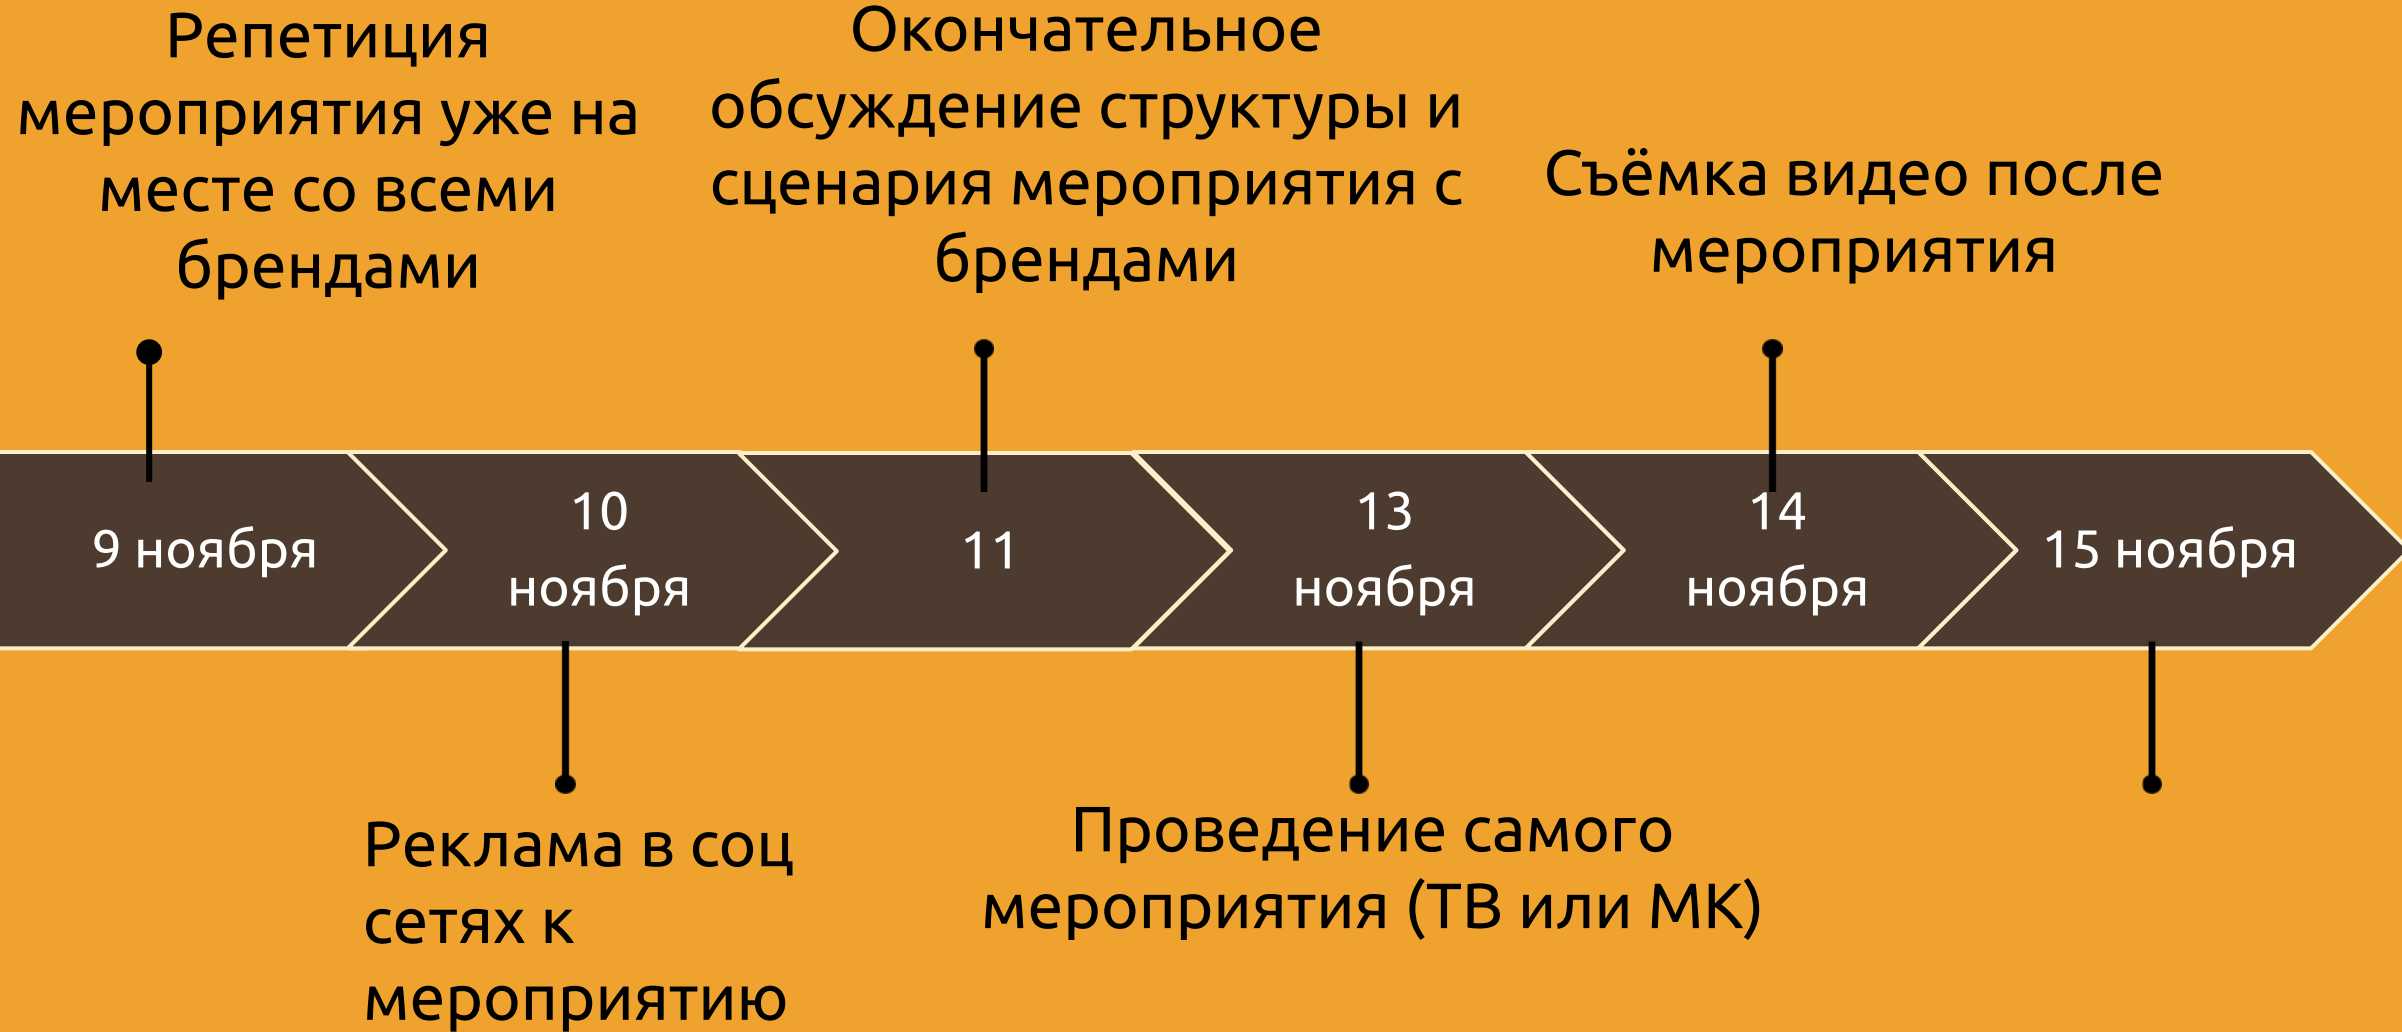 Репетиция
мероприятия уже на
месте со всеми
брендами
Окончательное
обсуждение структуры и
сценария мероприятия с
брендами
Съёмка видео после
мероприятия
9 ноября
10
ноября
11
13
ноября
14
ноября
15 ноября
Реклама в соц
сетях к
мероприятию
Проведение самого
мероприятия (ТВ или МК)